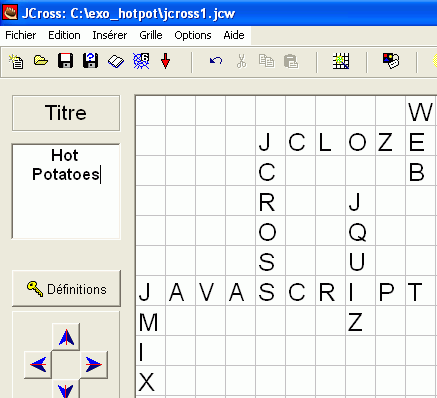 JCross: C:\exo_hotpot\jcross1.jcw
Fichier Edition Insérer Grille Options Aide
Titre
Hot
Potatoes
Définitions
W
J C L O Z E
C B
R J
O Q
S U
J A V A S C R I P T
M Z
I
X